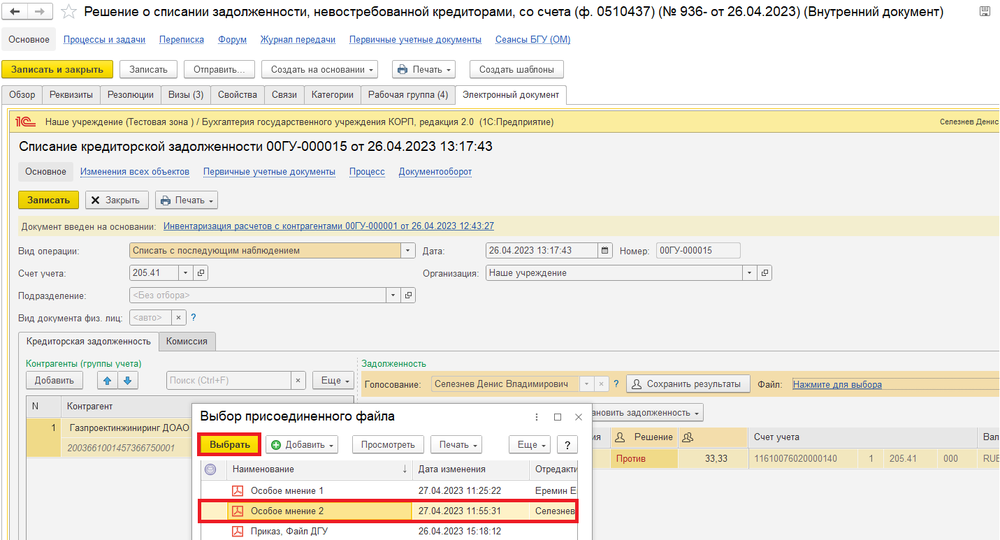 Решение о списании задолженности, невостребованной кредиторами, со счета (ф. 0510437) (№ 936- от 26.04.2023) (Внутренний документ)
Основное Процессы и задачи Переписка Форум Журнал передачи Первичные учетные документы Сеансы БГУ (ОМ)
Записать и закрыть Записать Отправить... Создать на основании Печать Создать шаблоны
Обзор Реквизиты Резолюции Визы (3) Свойства Связи Категории Рабочая группа (4) Электронный документ
1С Наше учреждение (Тестовая зона ) / Бухгалтерия государственного учреждения КОРП, редакция 2.0 (1С:Предприятие) Селезнев Денис
Списание кредиторской задолженности 00ГУ-000015 от 26.04.2023 13:17:43
Основное Изменения всех объектов Первичные учетные документы Процесс Документооборот
Записать Закрыть Печать
Документ введен на основании: Инвентаризация расчетов с контрагентами 00ГУ-000001 от 26.04.2023 12:43:27
Вид операции: Списать с последующим наблюдением Дата: 26.04.2023 13:17:43 Номер: 00ГУ-000015
Счет учета: 205.41 Организация: Наше учреждение
Подразделение: <Без отбора>
Вид документа физ. лиц: <авто> × ?
Кредиторская задолженность Комиссия
Контрагенты (группы учета) Задолженность
Добавить Поиск (Ctrl+F) × Еще Голосование: Селезнев Денис Владимирович × ? Сохранить результаты Файл: Нажмите для выбора
N Контрагент
Выбор присоединенного файла
ановить задолженность
1 Газпроектинжиниринг ДОАО
2003661001457366750001
ия Решение Счет учета Вал
Против 33,33 11610076020000140 1 205.41 000 RUB
Выбрать Добавить Просмотреть Печать Еще ?
Наименование ↓ Дата изменения Отредакти
Особое мнение 1 27.04.2023 11:25:22 Еремин Е
Особое мнение 2 27.04.2023 11:55:31 Селезнев
Приказ, Файл ДГУ 26.04.2023 15:18:12